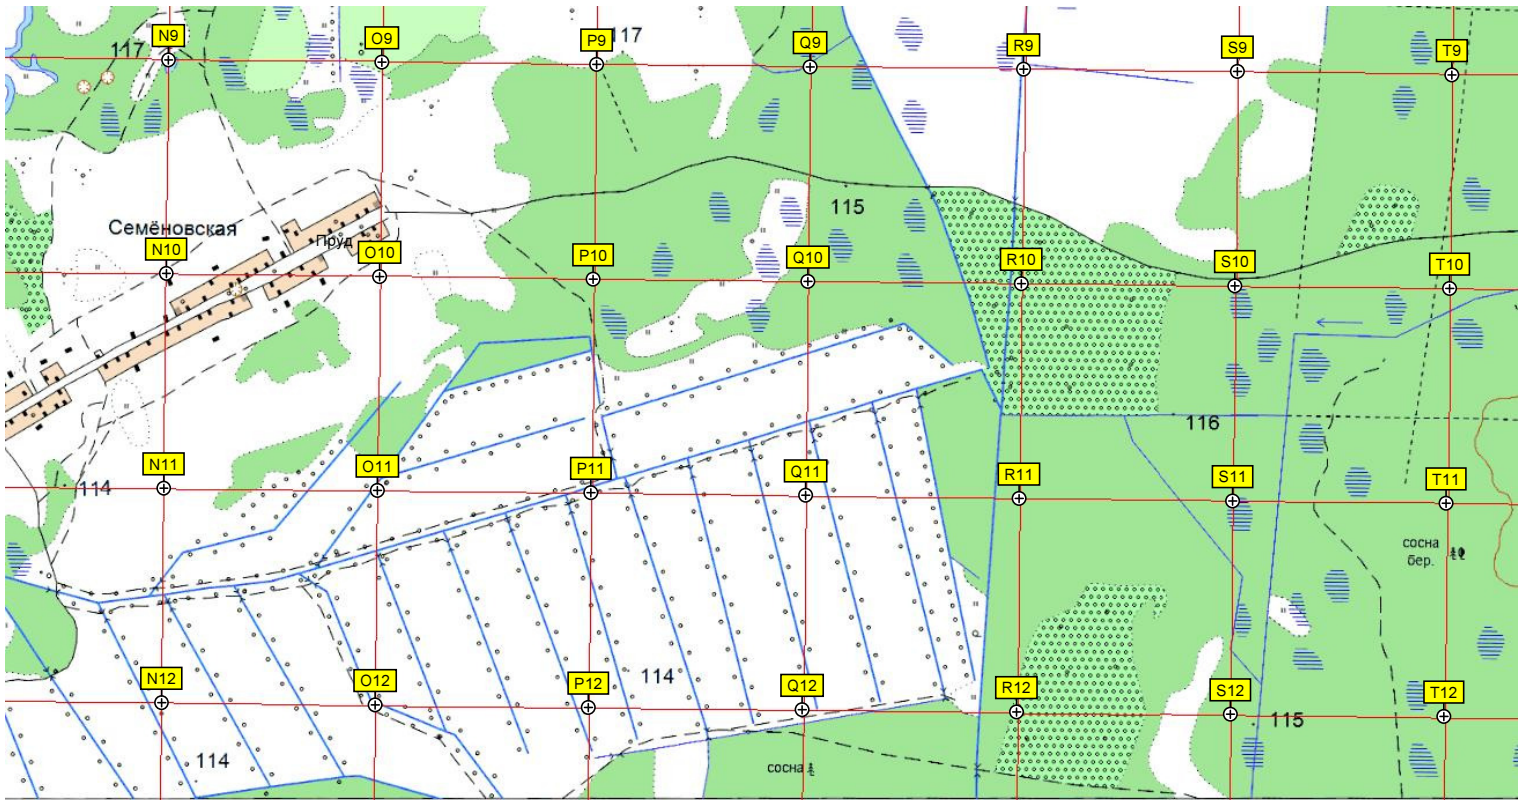 N9
O9
P9
Q9
R9
S9
T9
117
117
115
Семёновская
Пруд
N10
O10
P10
Q10
R10
S10
T10
116
N11
O11
P11
Q11
R11
S11
T11
114
сосна
бер.
N12
O12
P12
Q12
R12
S12
T12
114
115
114
сосна